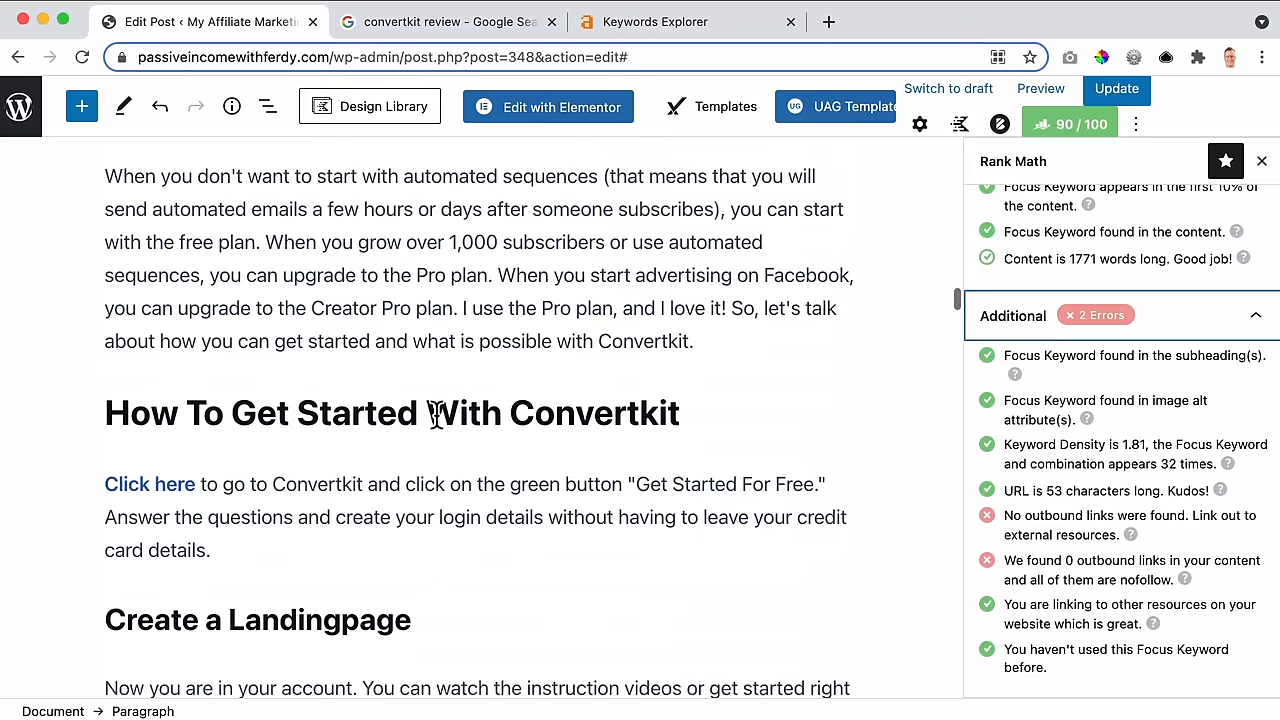 Edit Post ‹ My Affiliate Marketi
convertkit review - Google Sea
Keywords Explorer
passiveincomewithferdy.com/wp-admin/post.php?post=348&action=edit#
Design Library
Edit with Elementor
Templates
UG
UAG Template
Switch to draft
Preview
Update
90 / 100
When you don't want to start with automated sequences (that means that you will
send automated emails a few hours or days after someone subscribes), you can start
with the free plan. When you grow over 1,000 subscribers or use automated
sequences, you can upgrade to the Pro plan. When you start advertising on Facebook,
you can upgrade to the Creator Pro plan. I use the Pro plan, and I love it! So, let's talk
about how you can get started and what is possible with Convertkit.
How To Get Started With Convertkit
Click here to go to Convertkit and click on the green button "Get Started For Free."
Answer the questions and create your login details without having to leave your credit
card details.
Create a Landingpage
Now you are in your account. You can watch the instruction videos or get started right
Rank Math
Focus Keyword appears in the first 10% of
the content.
Focus Keyword found in the content.
Content is 1771 words long. Good job!
Additional
2 Errors
Focus Keyword found in the subheading(s).
Focus Keyword found in image alt
attribute(s).
Keyword Density is 1.81, the Focus Keyword
and combination appears 32 times.
URL is 53 characters long. Kudos!
No outbound links were found. Link out to
external resources.
We found 0 outbound links in your content
and all of them are nofollow.
You are linking to other resources on your
website which is great.
You haven't used this Focus Keyword
before.
Document → Paragraph